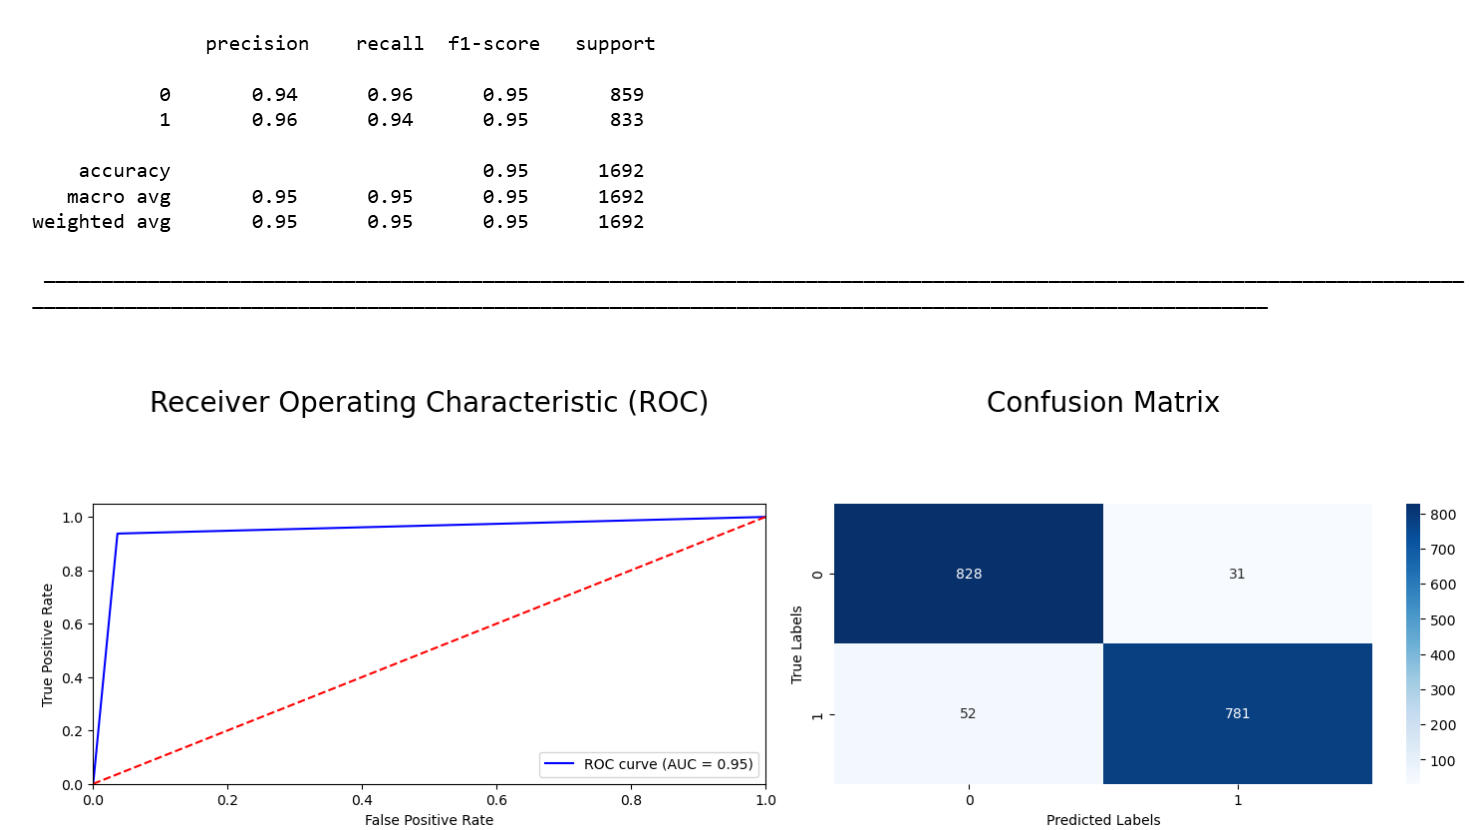 precision recall f1-score support
0 0.94 0.96 0.95 859
1 0.96 0.94 0.95 833
accuracy 0.95 1692
macro avg 0.95 0.95 0.95 1692
weighted avg 0.95 0.95 0.95 1692
Receiver Operating Characteristic (ROC)
1.0
0.8
0.6
0.4
0.2
0.0
True Positive Rate
ROC curve (AUC = 0.95)
0.0 0.2 0.4 0.6 0.8 1.0
False Positive Rate
Confusion Matrix
True Labels
0
828 31
1
52 781
0 1
Predicted Labels
800
700
600
500
400
300
200
100